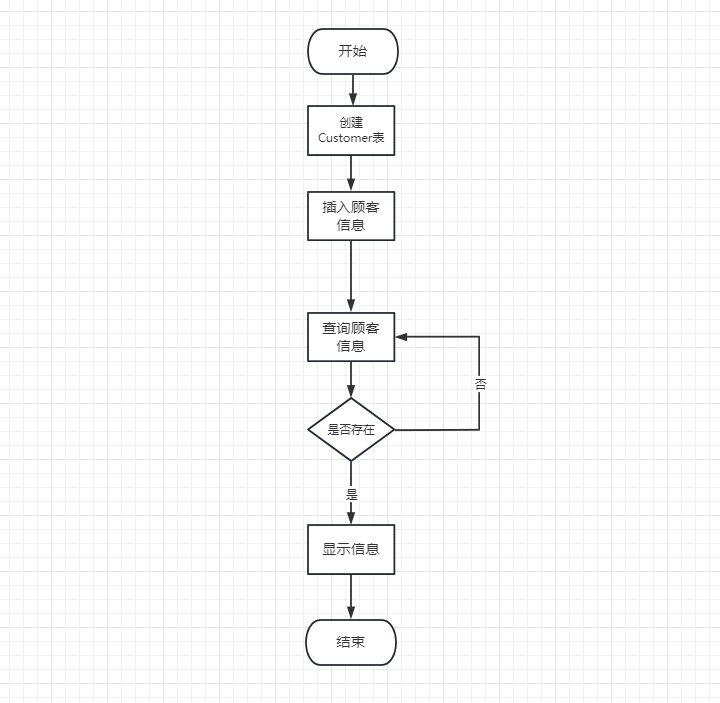 开始
创建
Customer表
插入顾客
信息
查询顾客
信息
否
是否存在
是
显示信息
结束